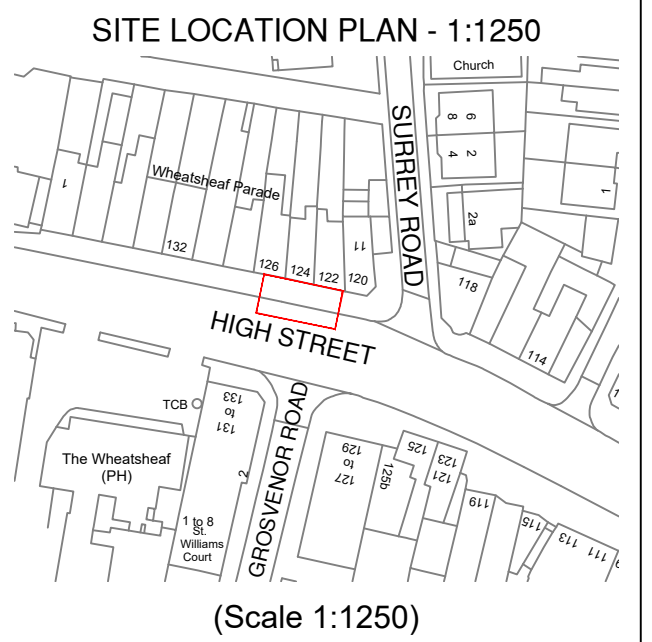 SITE LOCATION PLAN - 1:1250
Church
8 6
4 2
SURREY ROAD
1
Wheatsheaf Parade
1
2a
132
11
126 124 122 120
118
HIGH STREET
114
1
TCB
133
to
131
GROSVENOR ROAD
129
to
127
125
123
121
125b
The Wheatsheaf
(PH)
2
119
1 to 8
St.
Williams
Court
115
113
111
9
(Scale 1:1250)